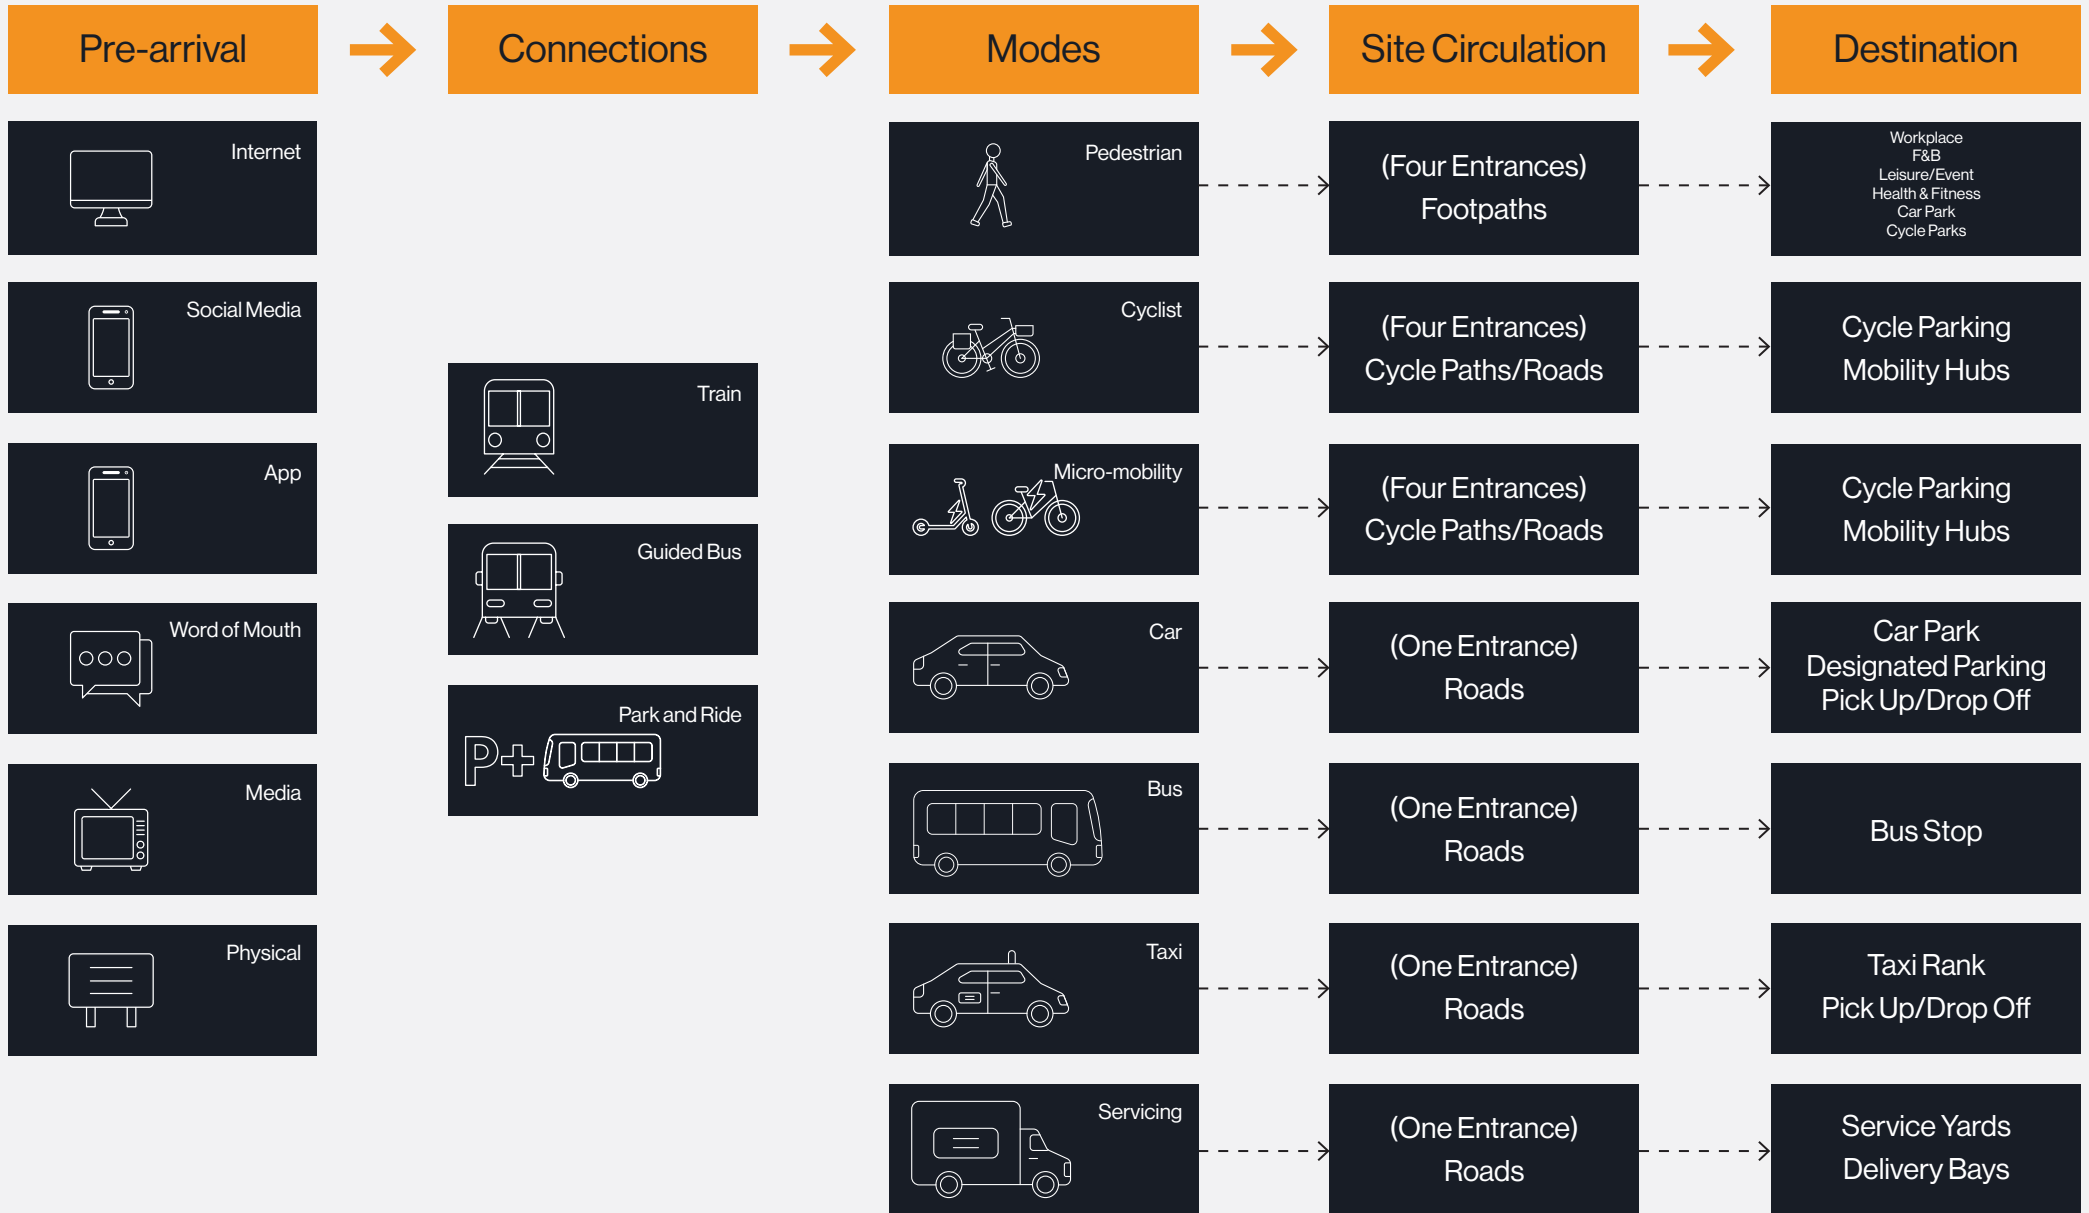 Pre-arrival
Connections
Modes
Site Circulation
Destination
Internet
Social Media
App
Word of Mouth
Media
Physical
Train
Guided Bus
Park and Ride
P+
Pedestrian
(Four Entrances)
Footpaths
Workplace
F&B
Leisure/Event
Health & Fitness
Car Park
Cycle Parks
Cyclist
(Four Entrances)
Cycle Paths/Roads
Cycle Parking
Mobility Hubs
Micro-mobility
(Four Entrances)
Cycle Paths/Roads
Cycle Parking
Mobility Hubs
Car
(One Entrance)
Roads
Car Park
Designated Parking
Pick Up/Drop Off
Bus
(One Entrance)
Roads
Bus Stop
Taxi
(One Entrance)
Roads
Taxi Rank
Pick Up/Drop Off
Servicing
(One Entrance)
Roads
Service Yards
Delivery Bays